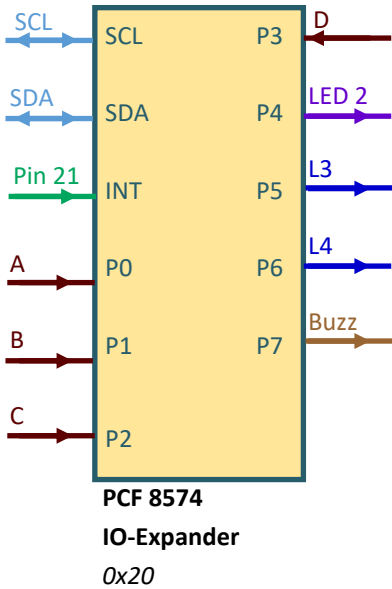 SCL
SCL
SDA
SDA
Pin 21
INT
A
P0
B
P1
C
P2
D
P3
LED 2
P4
L3
P5
L4
P6
Buzz
P7
PCF 8574
IO-Expander
0x20